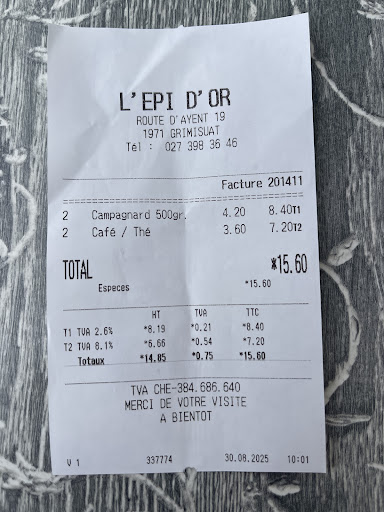 L'EPI D'OR
ROUTE D'AYENT 19
1971 GRIMISUAT
Tél : 027 398 36 46
Facture 201411
================================================
2 Campagnard 500gr. 4.20 8.40T1
2 Café / Thé 3.60 7.20T2
TOTAL *15.60
Especes *15.60
HT TVA TTC
T1 TVA 2.6% *8.19 *0.21 *8.40
T2 TVA 8.1% *6.66 *0.54 *7.20
Totaux *14.85 *0.75 *15.60
TVA CHE-384.686.640
MERCI DE VOTRE VISITE
A BIENTOT
V 1 337774 30.08.2025 10:01